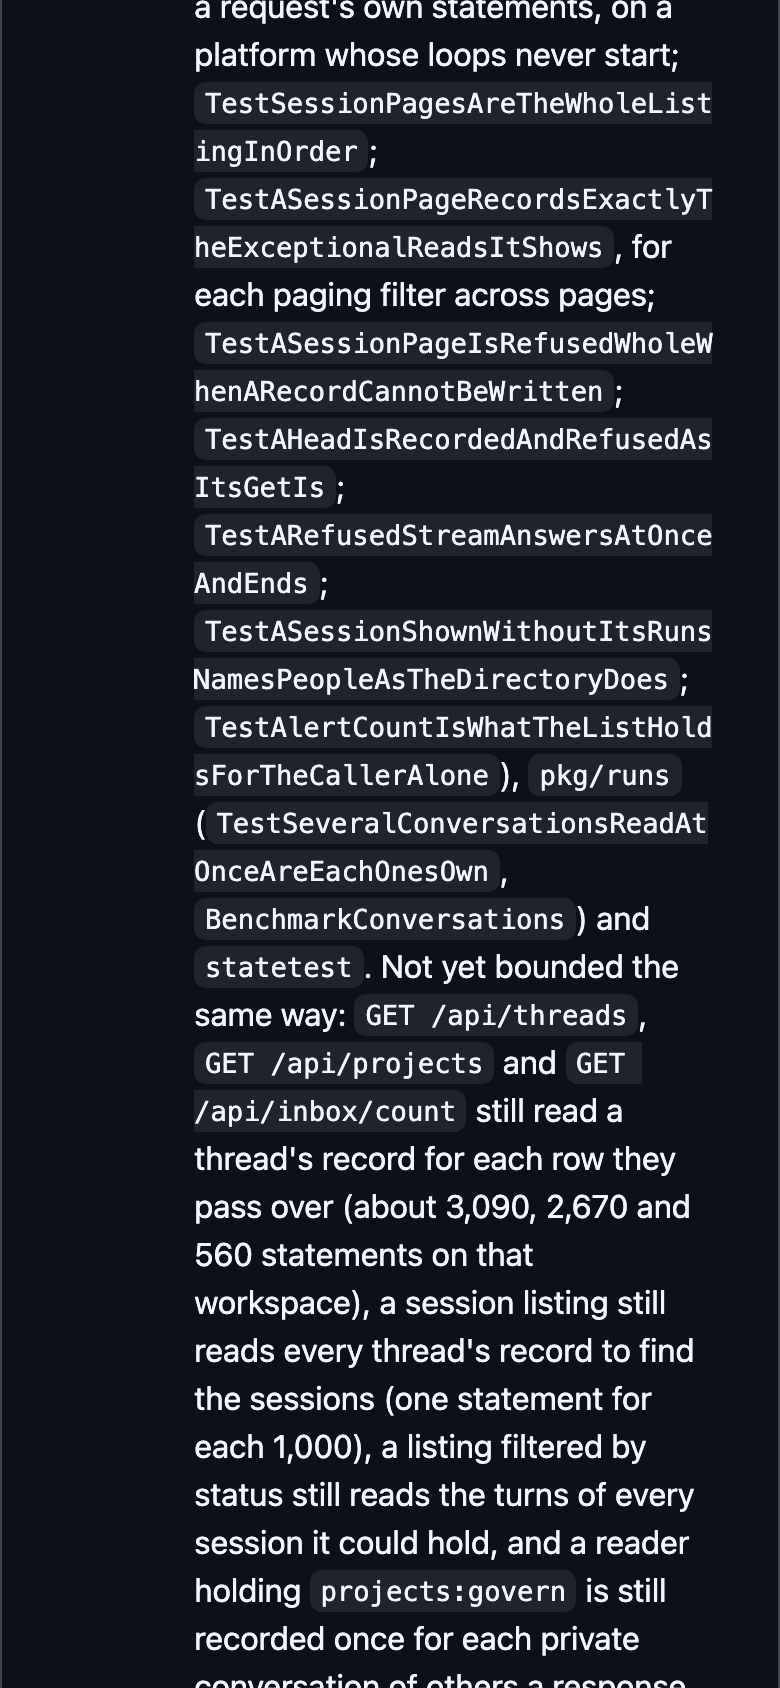 a request's own statements, on a
platform whose loops never start;
TestSessionPagesAreTheWholeList
ingInOrder;
TestASessionPageRecordsExactlyT
heExceptionalReadsItShows, for
each paging filter across pages;
TestASessionPageIsRefusedWholeW
henARecordCannotBeWritten;
TestAHeadIsRecordedAndRefusedAs
ItsGetIs;
TestARefusedStreamAnswersAtOnce
AndEnds;
TestASessionShownWithoutItsRuns
NamesPeopleAsTheDirectoryDoes;
TestAlertCountIsWhatTheListHold
sForTheCallerAlone), pkg/runs
(TestSeveralConversationsReadAt
OnceAreEachOnesOwn,
BenchmarkConversations) and
statetest. Not yet bounded the
same way: GET /api/threads,
GET /api/projects and GET
/api/inbox/count still read a
thread's record for each row they
pass over (about 3,090, 2,670 and
560 statements on that
workspace), a session listing still
reads every thread's record to find
the sessions (one statement for
each 1,000), a listing filtered by
status still reads the turns of every
session it could hold, and a reader
holding projects:govern is still
recorded once for each private
conversation of others a response